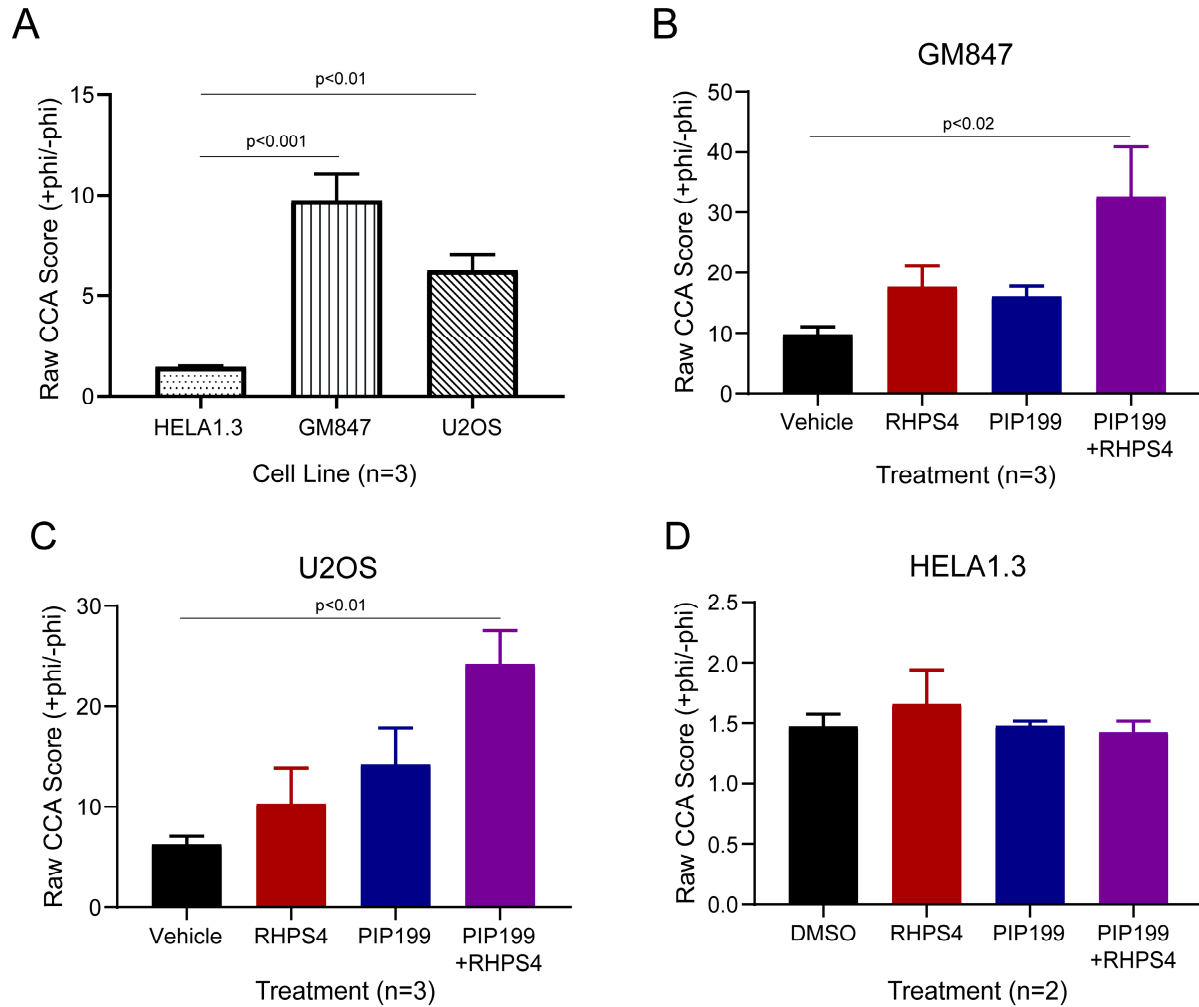 A
Raw CCA Score (+phi/-phi)
15
10
5
0
p<0.01
p<0.001
HELA1.3 GM847 U2OS
Cell Line (n=3)
B
GM847
Raw CCA Score (+phi/-phi)
50
40
30
20
10
0
p<0.02
Vehicle RHPS4 PIP199 PIP199
+RHPS4
Treatment (n=3)
C
U2OS
Raw CCA Score (+phi/-phi)
30
20
10
0
p<0.01
Vehicle RHPS4 PIP199 PIP199
+RHPS4
Treatment (n=3)
D
HELA1.3
Raw CCA Score (+phi/-phi)
2.5
2.0
1.5
1.0
0.5
0.0
DMSO RHPS4 PIP199 PIP199
+RHPS4
Treatment (n=2)